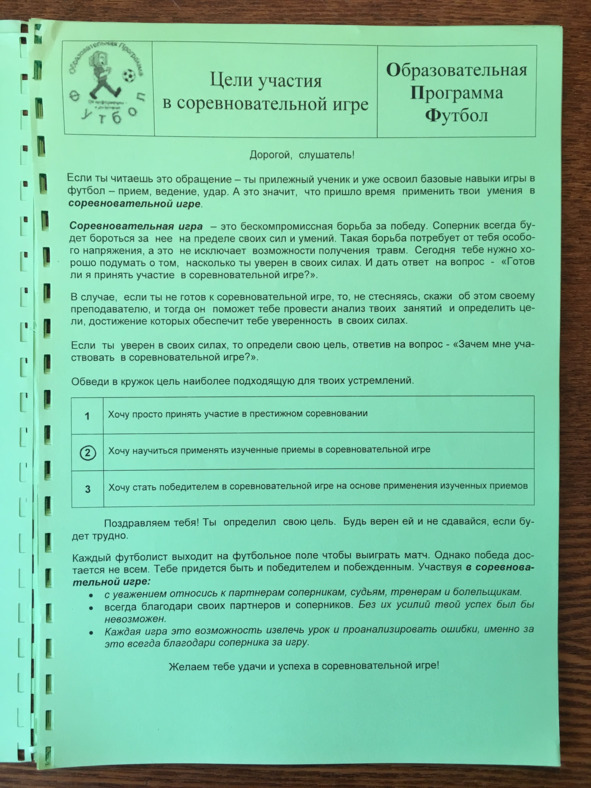 Образовательная Программа
Футбол
Цели участия
в соревновательной игре
Образовательная
Программа
Футбол
Дорогой, слушатель!
Если ты читаешь это обращение – ты прилежный ученик и уже освоил базовые навыки игры в
футбол – прием, ведение, удар. А это значит, что пришло время применить твои умения в
соревновательной игре.
Соревновательная игра – это бескомпромиссная борьба за победу. Соперник всегда бу-
дет бороться за нее на пределе своих сил и умений. Такая борьба потребует от тебя особо-
го напряжения, а это не исключает возможности получения травм. Сегодня тебе нужно хо-
рошо подумать о том, насколько ты уверен в своих силах. И дать ответ на вопрос - «Готов
ли я принять участие в соревновательной игре?».
В случае, если ты не готов к соревновательной игре, то, не стесняясь, скажи об этом своему
преподавателю, и тогда он поможет тебе провести анализ твоих занятий и определить це-
ли, достижение которых обеспечит тебе уверенность в своих силах.
Если ты уверен в своих силах, то определи свою цель, ответив на вопрос - «Зачем мне уча-
ствовать в соревновательной игре?».
Обведи в кружок цель наиболее подходящую для твоих устремлений.
1 Хочу просто принять участие в престижном соревновании
2 Хочу научиться применять изученные приемы в соревновательной игре
3 Хочу стать победителем в соревновательной игре на основе применения изученных приемов
Поздравляем тебя! Ты определил свою цель. Будь верен ей и не сдавайся, если бу-
дет трудно.
Каждый футболист выходит на футбольное поле чтобы выиграть матч. Однако победа дос-
тается не всем. Тебе придется быть и победителем и побежденным. Участвуя в соревнова-
тельной игре:
• с уважением относись к партнерам соперникам, судьям, тренерам и болельщикам.
• всегда благодари своих партнеров и соперников. Без их усилий твой успех был бы
невозможен.
• Каждая игра это возможность извлечь урок и проанализировать ошибки, именно за
это всегда благодари соперника за игру.
Желаем тебе удачи и успеха в соревновательной игре!